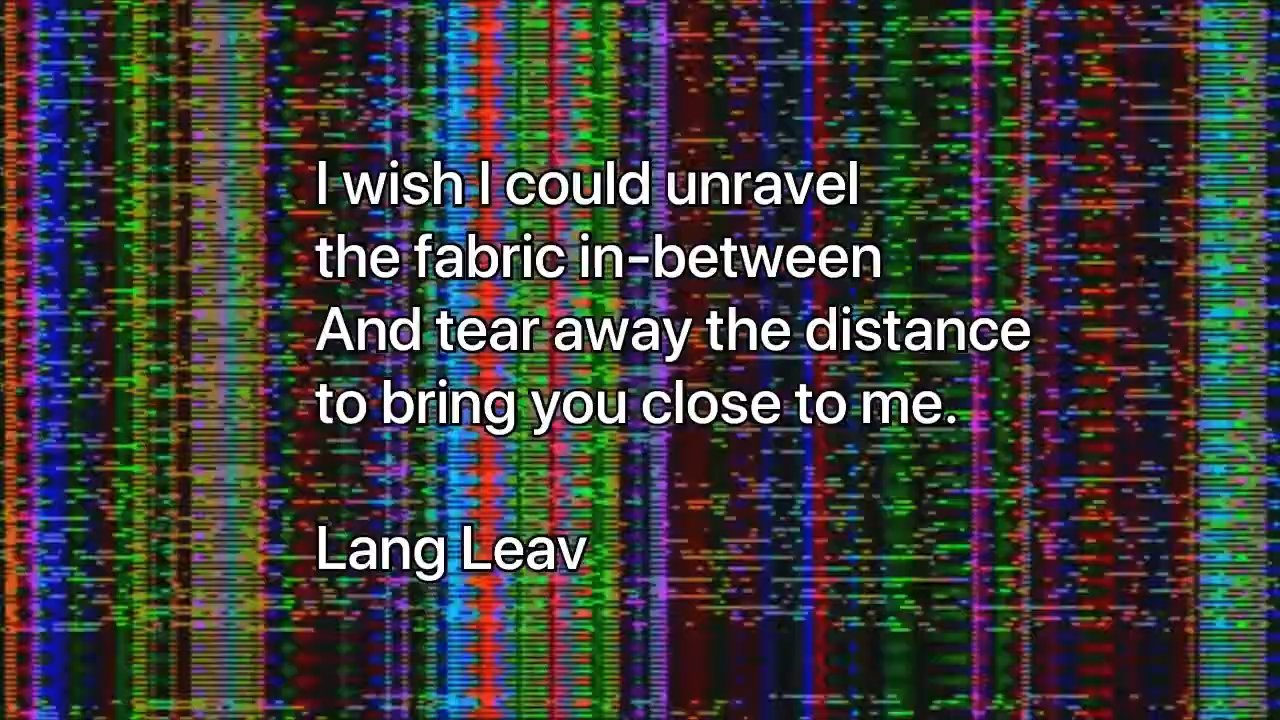 I wish I could unravel
the fabric in-between
And tear away the distance
to bring you close to me.
Lang Leav